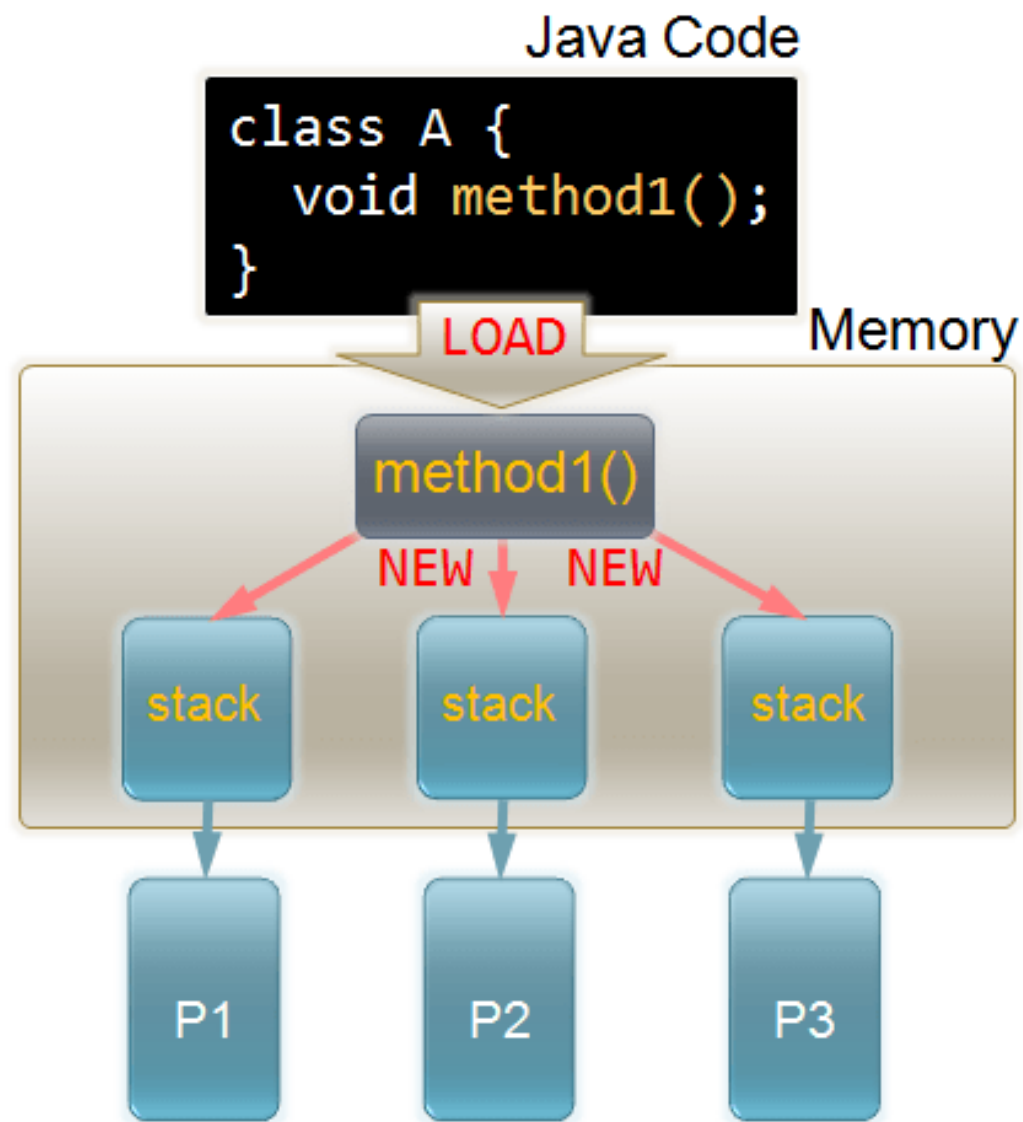 Java Code
class A {
void method1();
}
LOAD
Memory
method1()
NEW NEW
stack stack stack
P1 P2 P3